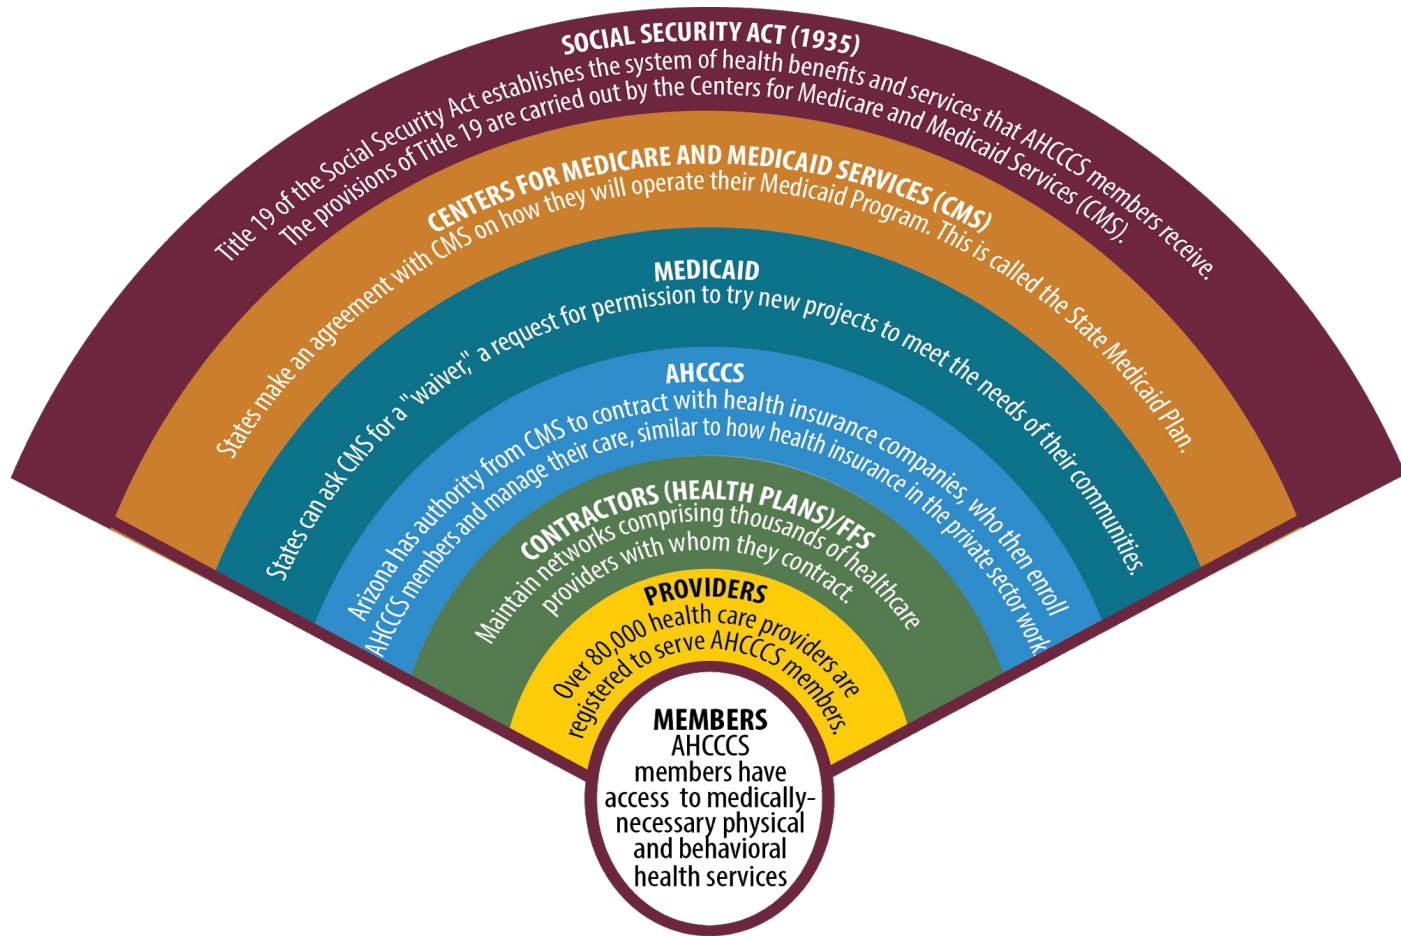 SOCIAL SECURITY ACT (1935)
Title 19 of the Social Security Act establishes the system of health benefits and services that AHCCCS members receive.
The provisions of Title 19 are carried out by the Centers for Medicare and Medicaid Services (CMS).
CENTERS FOR MEDICARE AND MEDICAID SERVICES (CMS)
States make an agreement with CMS on how they will operate their Medicaid Program. This is called the State Medicaid Plan.
MEDICAID
States can ask CMS for a "waiver," a request for permission to try new projects to meet the needs of their communities.
AHCCCS
Arizona has authority from CMS to contract with health insurance companies, who then enroll
AHCCCS members and manage their care, similar to how health insurance in the private sector work.
CONTRACTORS (HEALTH PLANS)/FFS
Maintain networks comprising thousands of healthcare
providers with whom they contract.
PROVIDERS
Over 80,000 health care providers are
registered to serve AHCCCS members.
MEMBERS
AHCCCS
members have
access to medically-
necessary physical
and behavioral
health services